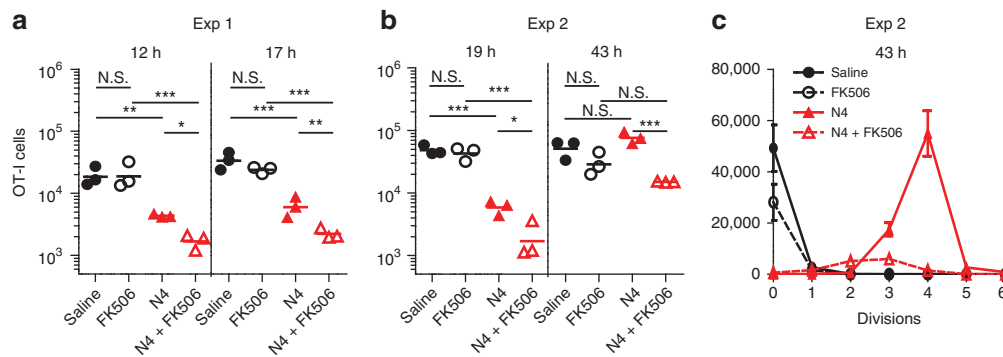 a
Exp 1
12 h
17 h
OT-I cells
10^6
10^5
10^4
10^3
N.S.
***
**
*
N.S.
***
***
**
Saline
FK506
N4
N4 + FK506
Saline
FK506
N4
N4 + FK506
b
Exp 2
19 h
43 h
10^6
10^5
10^4
10^3
N.S.
***
***
*
N.S.
N.S.
N.S.
***
Saline
FK506
N4
N4 + FK506
Saline
FK506
N4
N4 + FK506
c
Exp 2
43 h
80,000
60,000
40,000
20,000
0
Saline
FK506
N4
N4 + FK506
0 1 2 3 4 5 6
Divisions